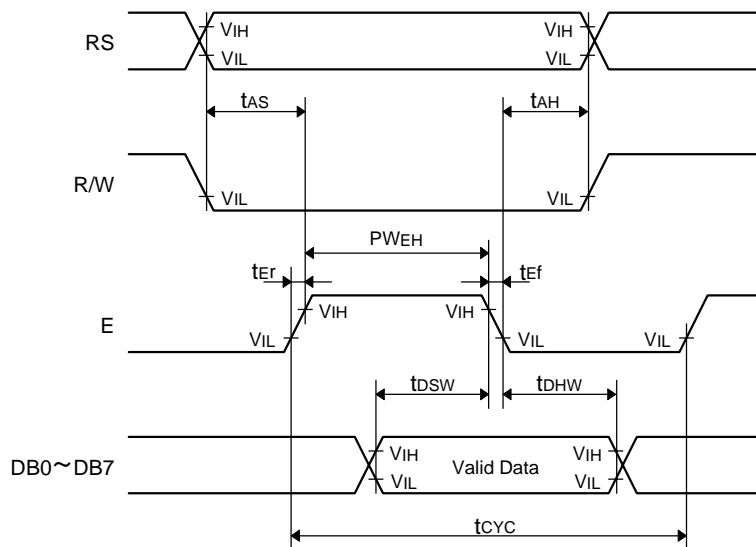 RS
VIH
VIL
VIH
VIL
tAS
tAH
R/W
VIL
VIL
PWEH
tEr
tEf
E
VIH
VIL
VIH
VIL
VIL
tDSW
tDHW
DB0~DB7
VIH
VIL
Valid Data
VIH
VIL
tCYC